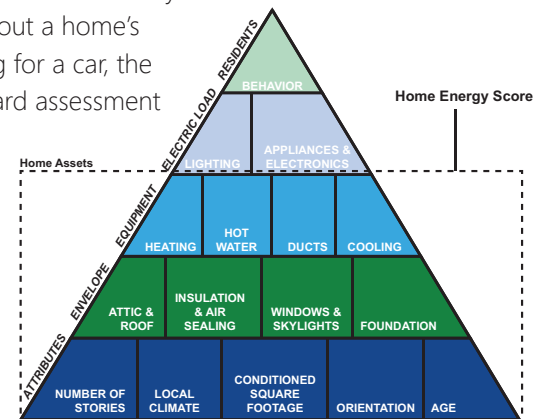 out a home's
g for a car, the
ard assessment
RESIDENTS
BEHAVIOR
Home Energy Score
ELECTRIC LOAD
LIGHTING
APPLIANCES &
ELECTRONICS
Home Assets
EQUIPMENT
HEATING
HOT
WATER
DUCTS
COOLING
ENVELOPE
ATTIC &
ROOF
INSULATION
& AIR
SEALING
WINDOWS &
SKYLIGHTS
FOUNDATION
ATTRIBUTES
NUMBER OF
STORIES
LOCAL
CLIMATE
CONDITIONED
SQUARE
FOOTAGE
ORIENTATION
AGE